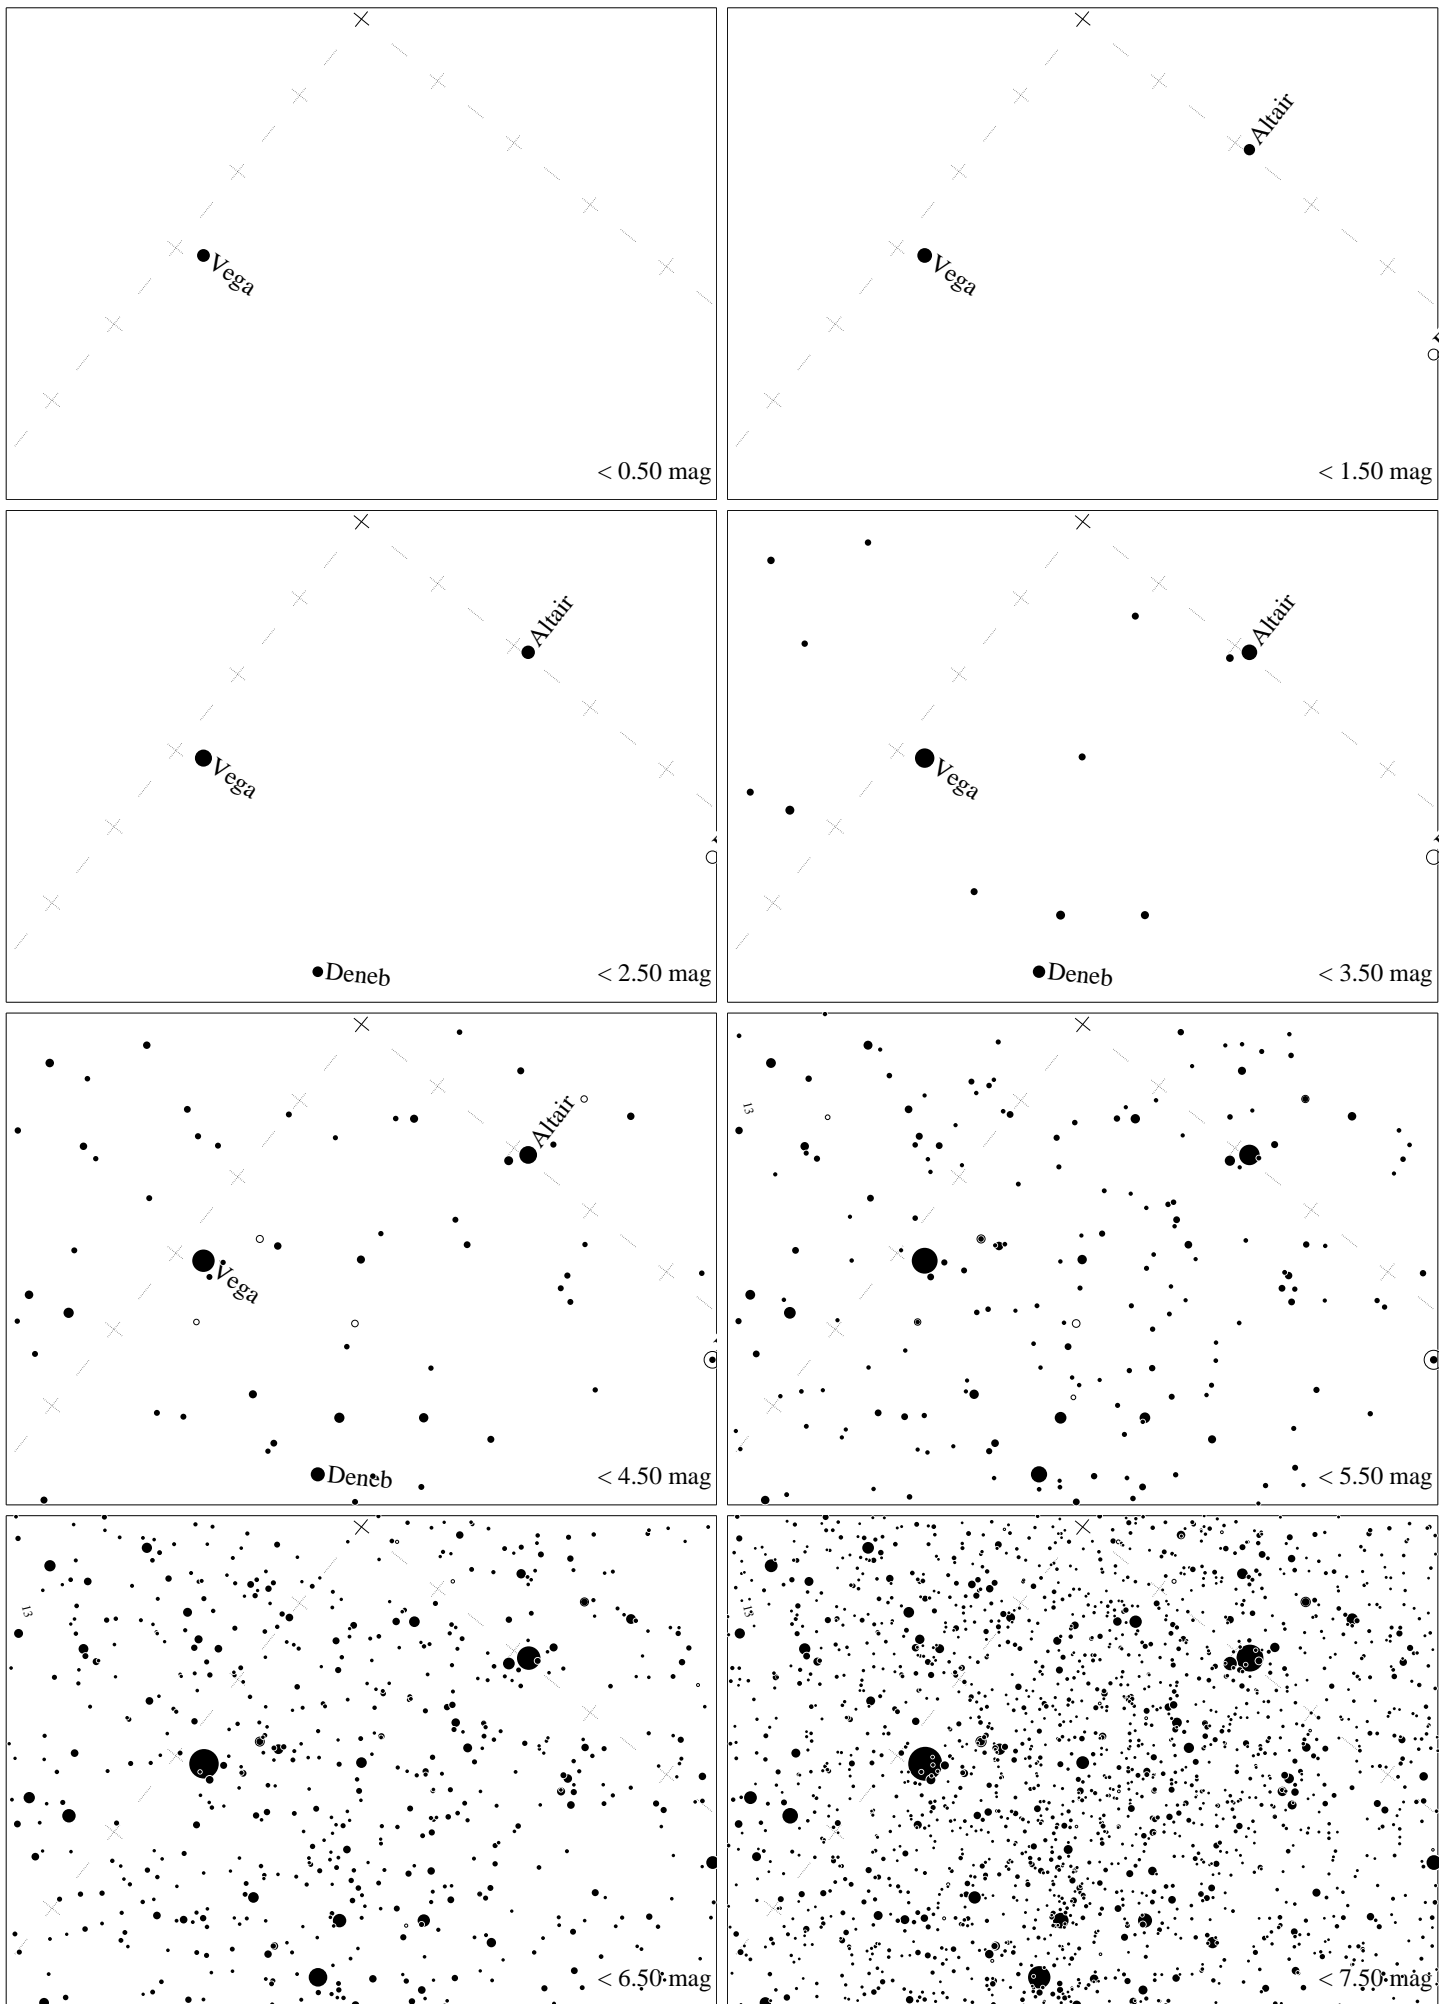 Vega
< 0.50 mag
Altair
Vega
< 1.50 mag
Altair
Vega
Deneb
< 2.50 mag
Altair
Vega
Deneb
< 3.50 mag
Altair
Vega
Deneb
< 4.50 mag
13
< 5.50 mag
13
< 6.50 mag
13
< 7.50 mag